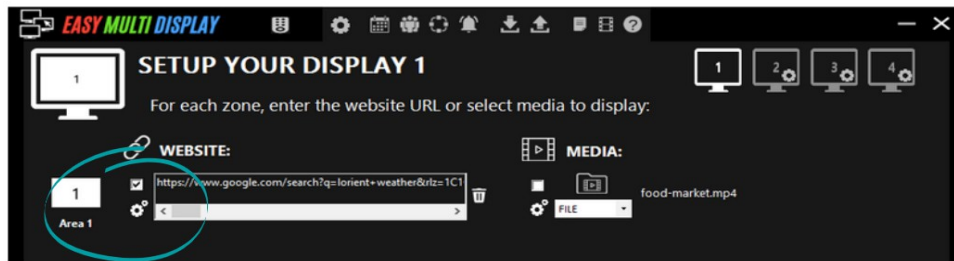 EASY MULTI DISPLAY
1 SETUP YOUR DISPLAY 1 1 2 3 4
For each zone, enter the website URL or select media to display:
WEBSITE: MEDIA:
1 https://www.google.com/search?q=lorient+weather&rlz=1C1 food-market.mp4
Area 1 FILE